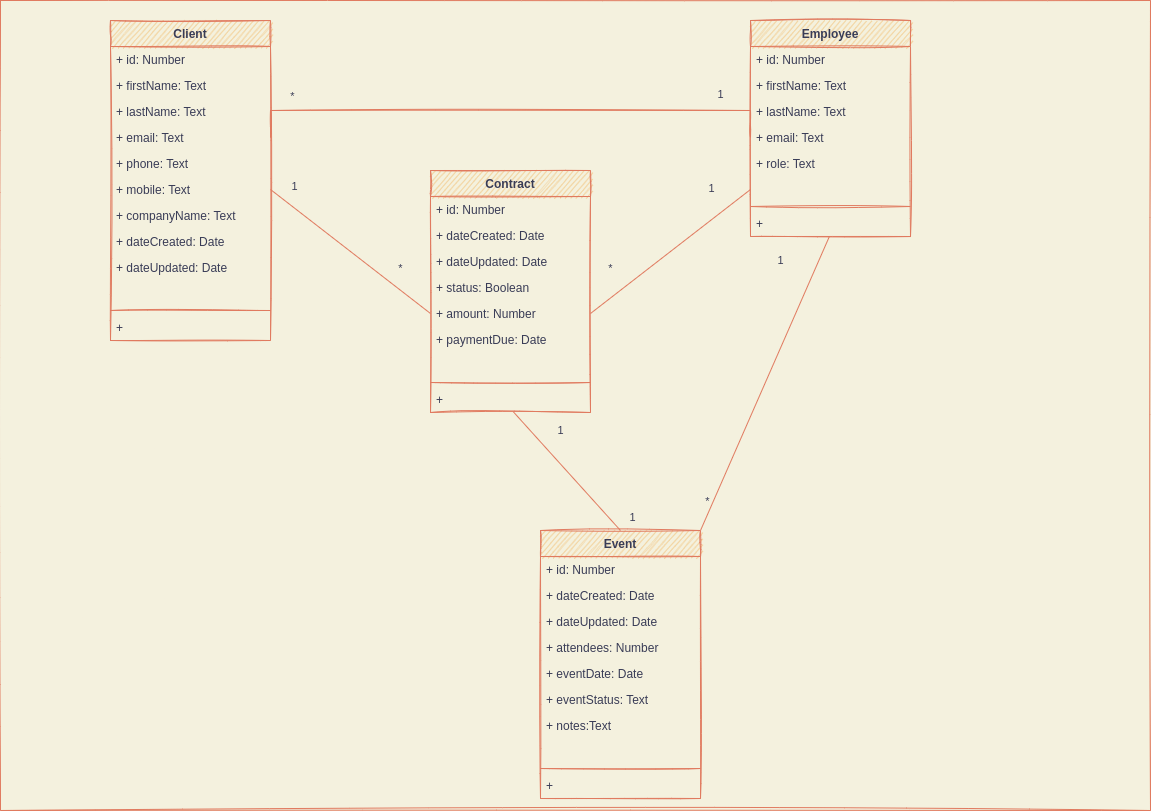 Client
+ id: Number
+ firstName: Text
+ lastName: Text
+ email: Text
+ phone: Text
+ mobile: Text
+ companyName: Text
+ dateCreated: Date
+ dateUpdated: Date
+
Employee
+ id: Number
+ firstName: Text
+ lastName: Text
+ email: Text
+ role: Text
+
*
1
1
*
1
*
Contract
+ id: Number
+ dateCreated: Date
+ dateUpdated: Date
+ status: Boolean
+ amount: Number
+ paymentDue: Date
+
1
1
1
*
Event
+ id: Number
+ dateCreated: Date
+ dateUpdated: Date
+ attendees: Number
+ eventDate: Date
+ eventStatus: Text
+ notes:Text
+